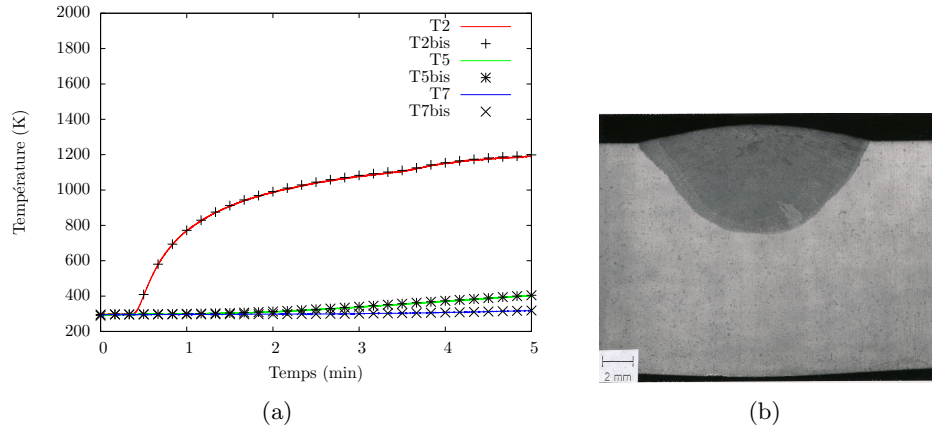 2000
1800
1600
1400
1200
1000
800
600
400
200
Température (K)
0
1
2
3
4
5
Temps (min)
T2
T2bis
T5
T5bis
T7
T7bis
2 mm
(a)
(b)